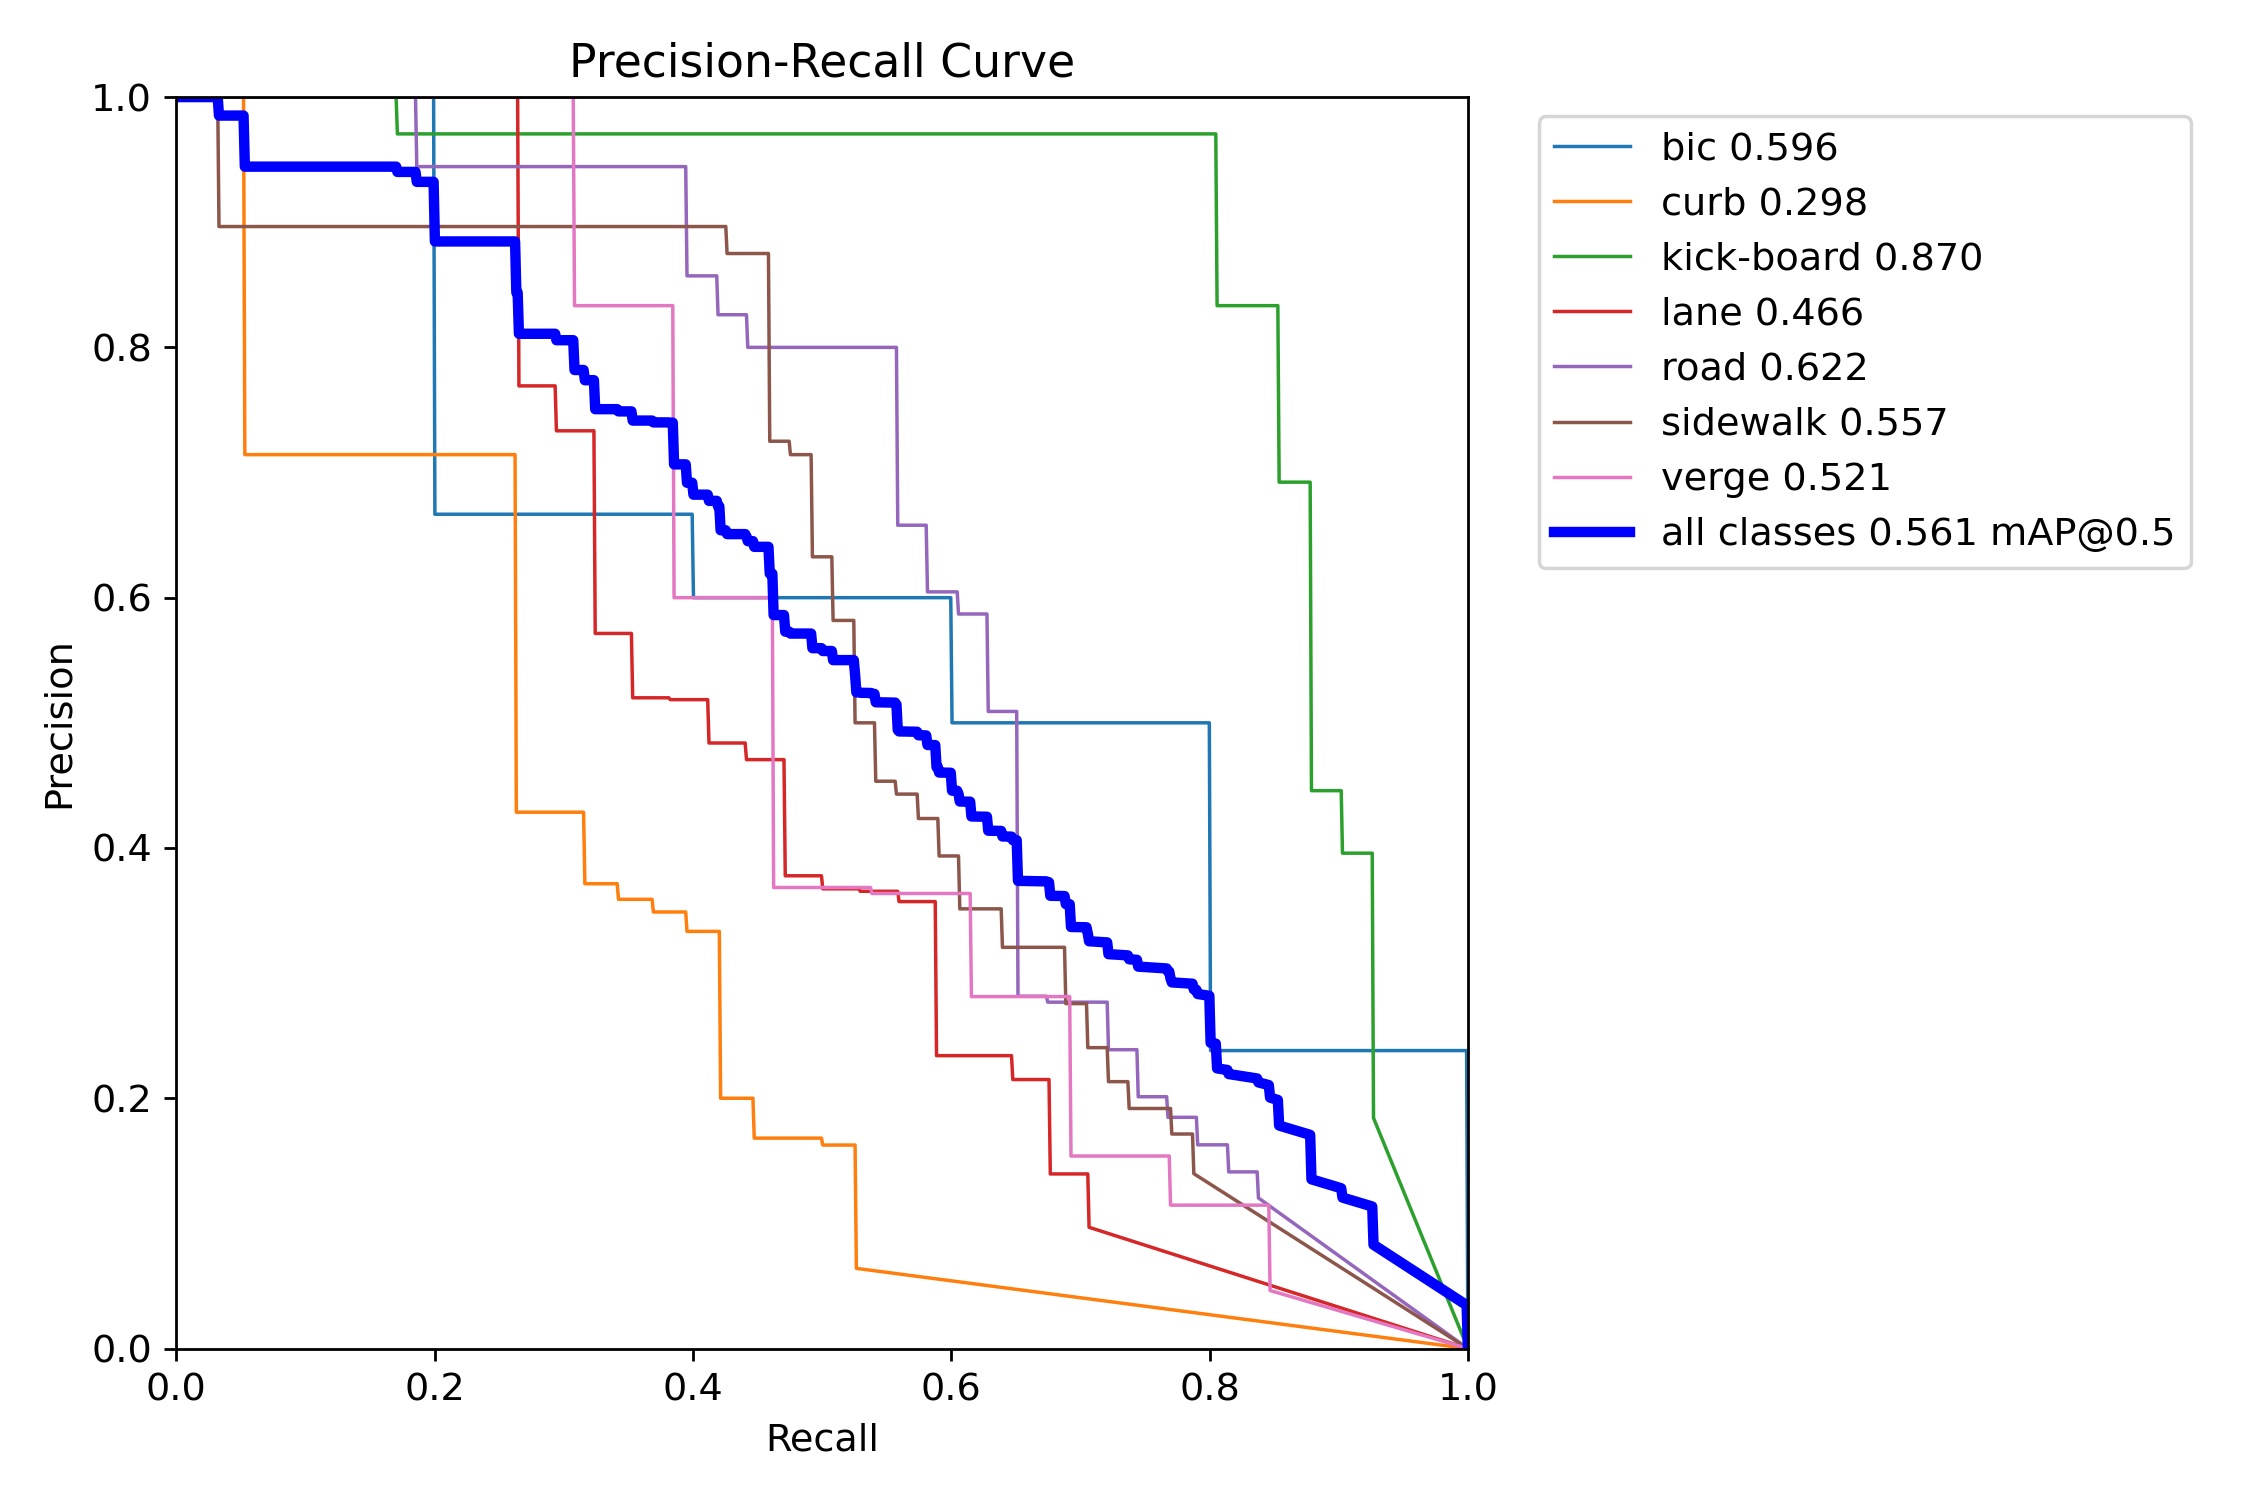 Precision-Recall Curve
1.0
0.8
0.6
0.4
0.2
0.0
Precision
0.0 0.2 0.4 0.6 0.8 1.0
Recall
bic 0.596
curb 0.298
kick-board 0.870
lane 0.466
road 0.622
sidewalk 0.557
verge 0.521
all classes 0.561 mAP@0.5